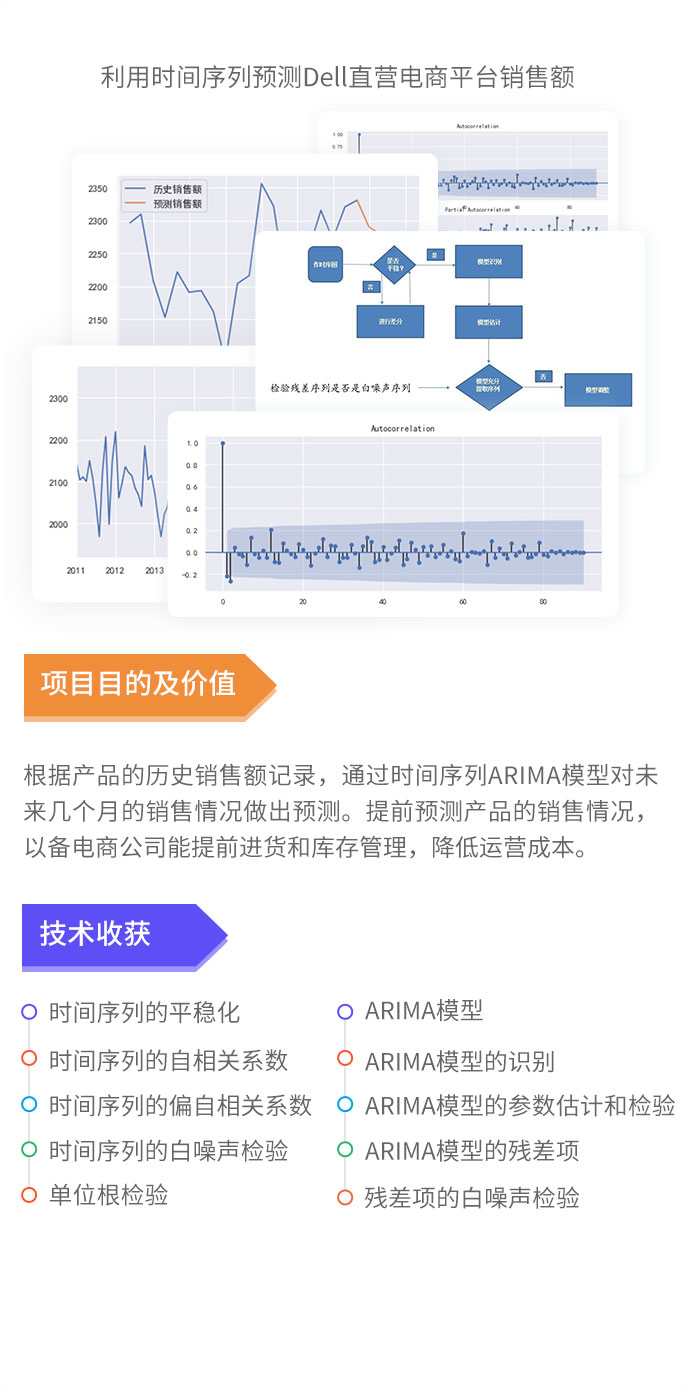 利用时间序列预测Dell直营电商平台销售额
Autocorrelation
1.00
0.75
40
60
80
Partial Autocorrelation
历史销售额
预测销售额
2350
2300
2250
2200
2150
作时序图
是否
平稳?
是
模型识别
否
进行差分
模型估计
检验残差序列是否是白噪声序列
模型充分
提取序列
否
模型调整
2300
2200
2100
2000
2011
2012
2013
Autocorrelation
1.0
0.8
0.6
0.4
0.2
0.0
-0.2
0
20
40
60
80
项目目的及价值
根据产品的历史销售额记录，通过时间序列ARIMA模型对未
来几个月的销售情况做出预测。提前预测产品的销售情况，
以备电商公司能提前进货和库存管理，降低运营成本。
技术收获
时间序列的平稳化
时间序列的自相关系数
时间序列的偏自相关系数
时间序列的白噪声检验
单位根检验
ARIMA模型
ARIMA模型的识别
ARIMA模型的参数估计和检验
ARIMA模型的残差项
残差项的白噪声检验